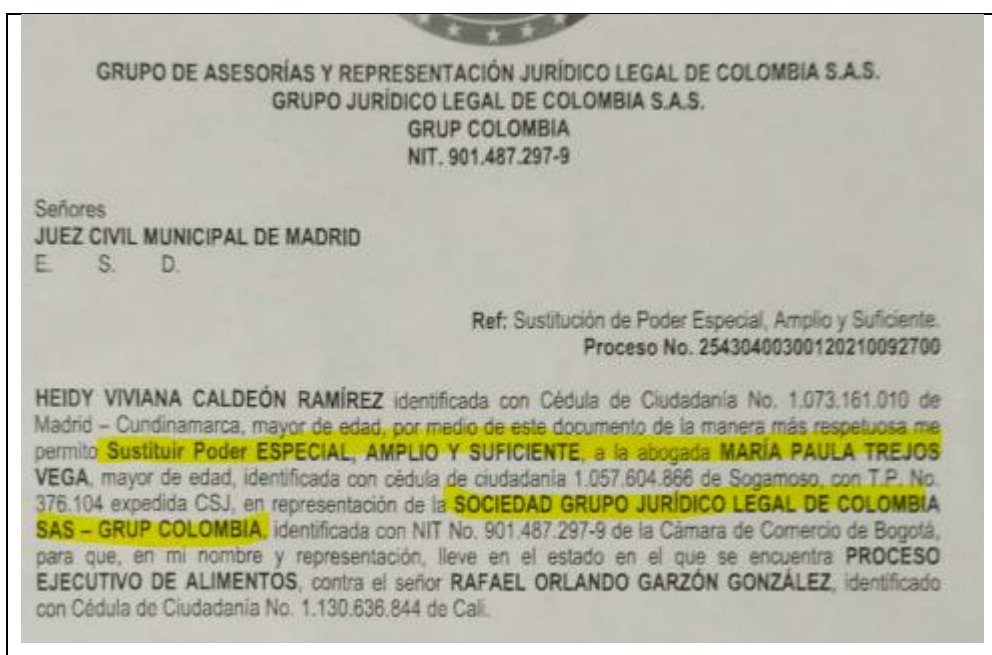 GRUPO DE ASESORÍAS Y REPRESENTACIÓN JURÍDICO LEGAL DE COLOMBIA S.A.S.
GRUPO JURÍDICO LEGAL DE COLOMBIA S.A.S.
GRUP COLOMBIA
NIT. 901.487.297-9
Señores
JUEZ CIVIL MUNICIPAL DE MADRID
E. S. D.
Ref: Sustitución de Poder Especial, Amplio y Suficiente.
Proceso No. 25430400300120210092700
HEIDY VIVIANA CALDEÓN RAMÍREZ identificada con Cédula de Ciudadanía No. 1.073.161.010 de
Madrid – Cundinamarca, mayor de edad, por medio de este documento de la manera más respetuosa me
permito Sustituir Poder ESPECIAL, AMPLIO Y SUFICIENTE, a la abogada MARÍA PAULA TREJOS
VEGA, mayor de edad, identificada con cédula de ciudadanía 1.057.604.866 de Sogamoso, con T.P. No.
376.104 expedida CSJ, en representación de la SOCIEDAD GRUPO JURÍDICO LEGAL DE COLOMBIA
SAS – GRUP COLOMBIA, identificada con NIT No. 901.487.297-9 de la Cámara de Comercio de Bogotá,
para que, en mi nombre y representación, lleve en el estado en el que se encuentra PROCESO
EJECUTIVO DE ALIMENTOS, contra el señor RAFAEL ORLANDO GARZÓN GONZÁLEZ, identificado
con Cédula de Ciudadanía No. 1.130.636.844 de Cali.